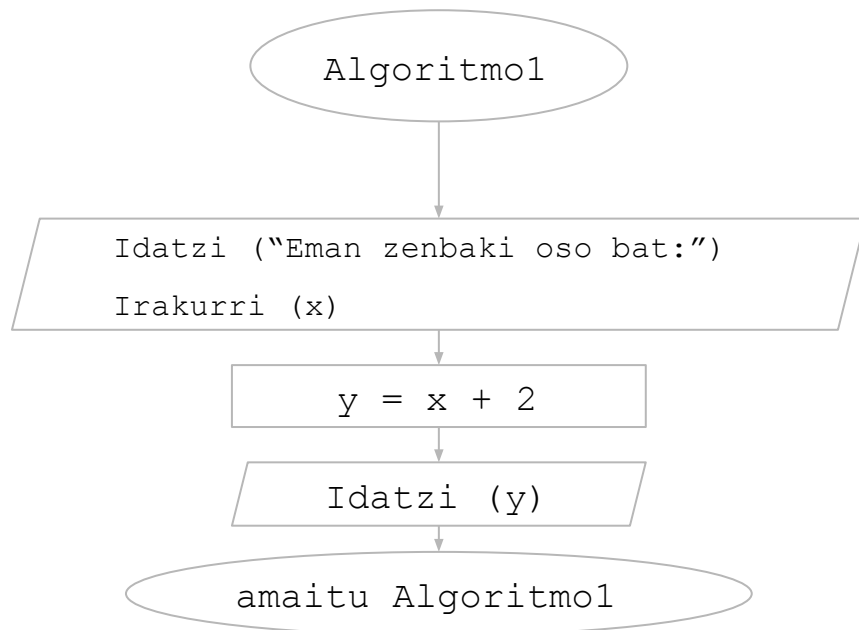 Algoritmo1
Idatzi (“Eman zenbaki oso bat:”)
Irakurri (x)
y = x + 2
Idatzi (y)
amaitu Algoritmo1